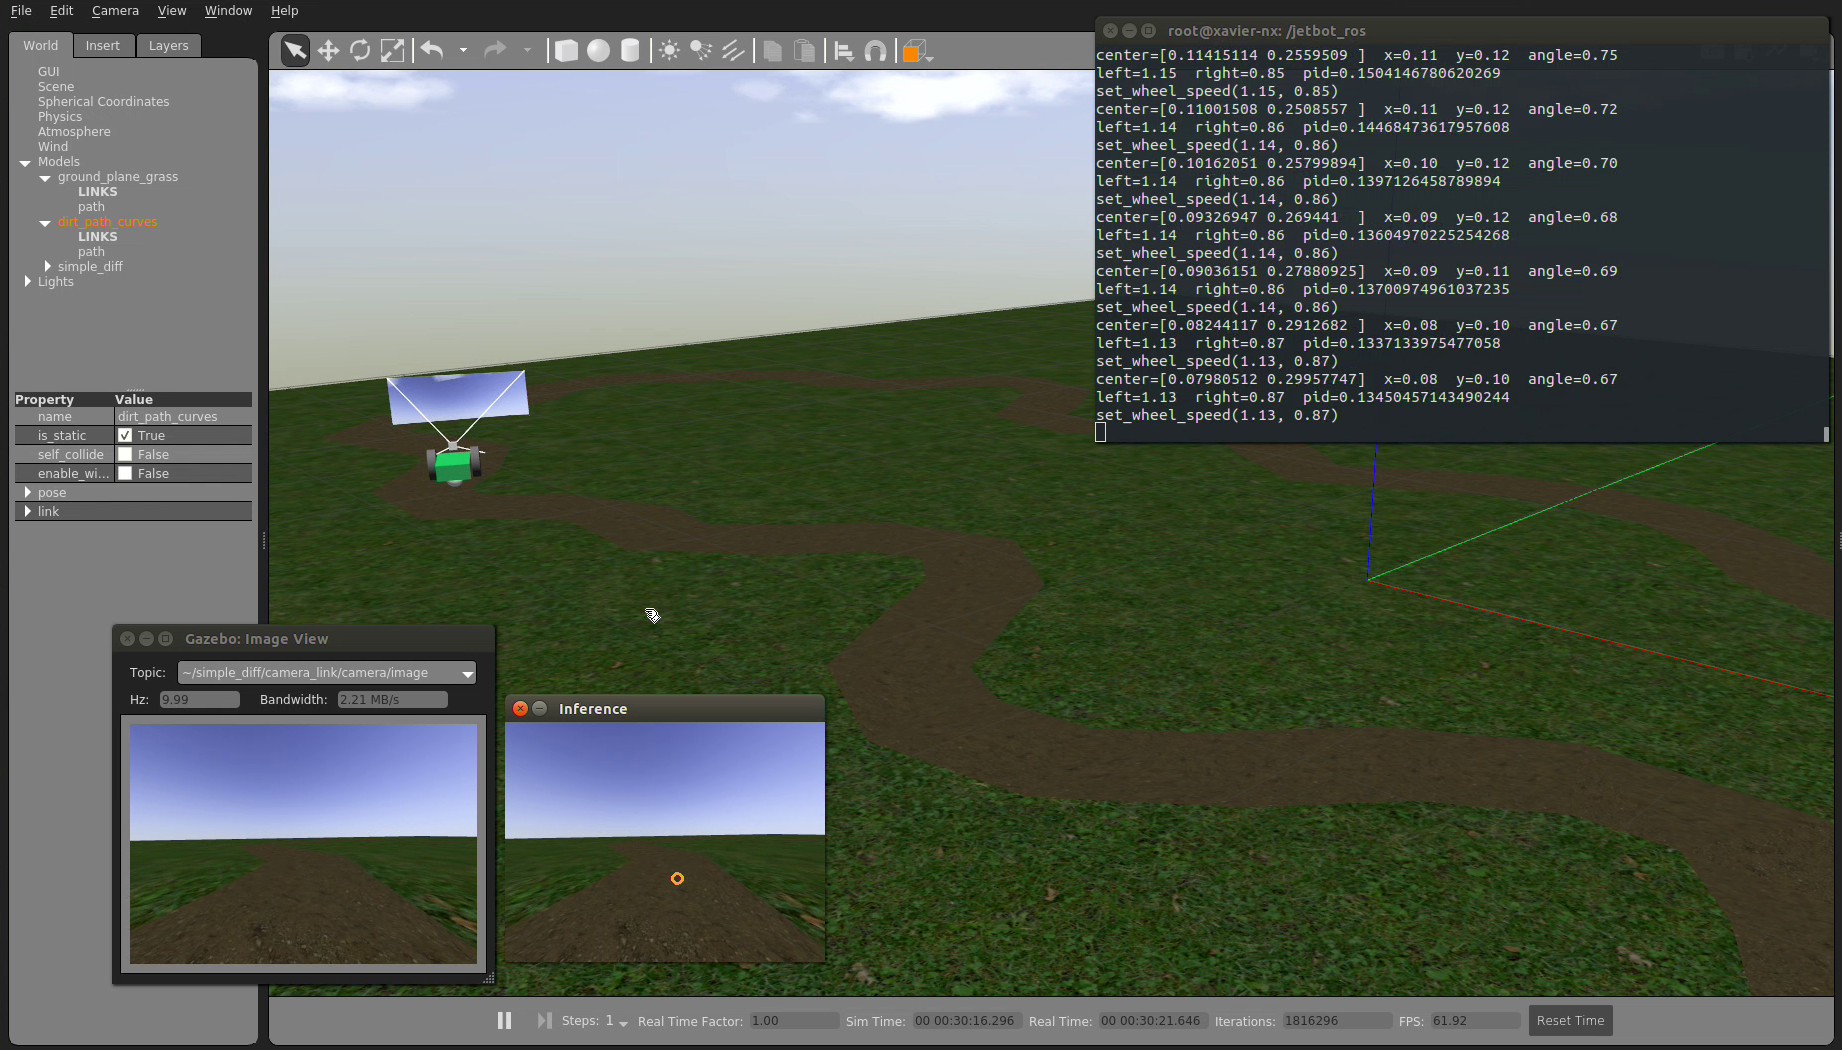 File Edit Camera View Window Help
World Insert Layers
GUI
Scene
Spherical Coordinates
Physics
Atmosphere
Wind
Models
ground_plane_grass
LINKS
path
dirt_path_curves
LINKS
path
simple_diff
Lights
Property Value
name dirt_path_curves
is_static True
self_collide False
enable_wi... False
pose
link
root@xavier-nx: /jetbot_ros
center=[0.11415114 0.2559509 ] x=0.11 y=0.12 angle=0.75
left=1.15 right=0.85 pid=0.1504146780620269
set_wheel_speed(1.15, 0.85)
center=[0.11001508 0.2508557 ] x=0.11 y=0.12 angle=0.72
left=1.14 right=0.86 pid=0.14468473617957608
set_wheel_speed(1.14, 0.86)
center=[0.10162051 0.25799894] x=0.10 y=0.12 angle=0.70
left=1.14 right=0.86 pid=0.1397126458789894
set_wheel_speed(1.14, 0.86)
center=[0.09326947 0.269441 ] x=0.09 y=0.12 angle=0.68
left=1.14 right=0.86 pid=0.13604970225254268
set_wheel_speed(1.14, 0.86)
center=[0.09036151 0.27880925] x=0.09 y=0.11 angle=0.69
left=1.14 right=0.86 pid=0.13700974961037235
set_wheel_speed(1.14, 0.86)
center=[0.08244117 0.2912682 ] x=0.08 y=0.10 angle=0.67
left=1.13 right=0.87 pid=0.1337133975477058
set_wheel_speed(1.13, 0.87)
center=[0.07980512 0.29957747] x=0.08 y=0.10 angle=0.67
left=1.13 right=0.87 pid=0.13450457143490244
set_wheel_speed(1.13, 0.87)
Gazebo: Image View
Topic: ~/simple_diff/camera_link/camera/image
Hz: 9.99 Bandwidth: 2.21 MB/s
Inference
Steps: 1 Real Time Factor: 1.00 Sim Time: 00 00:30:16.296 Real Time: 00 00:30:21.646 Iterations: 1816296 FPS: 61.92 Reset Time